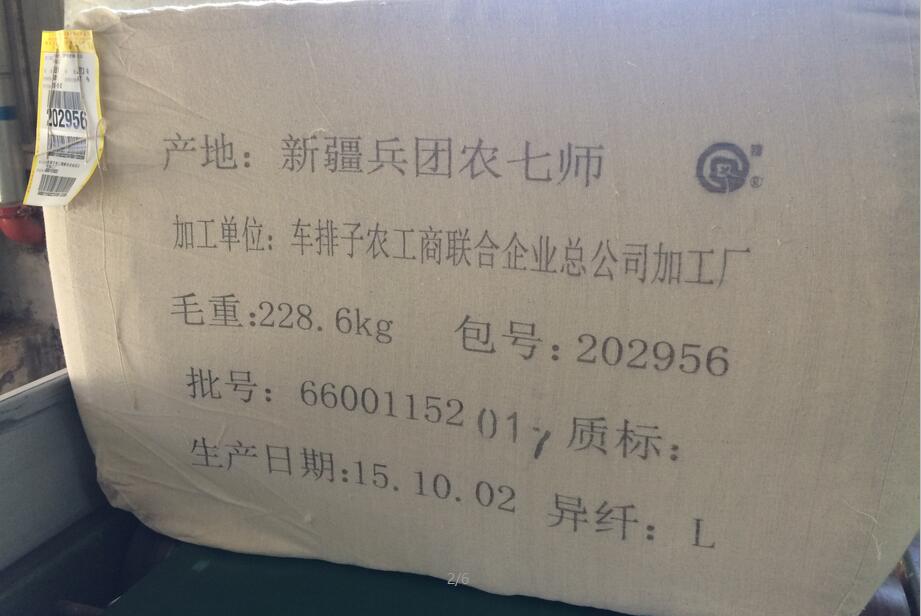 202956
产地：新疆兵团农七师
加工单位：车排子农工商联合企业总公司加工厂
毛重:228.6kg 包号:202956
批号：66001152017 质标：
生产日期:15.10.02 异纤：L
2/6